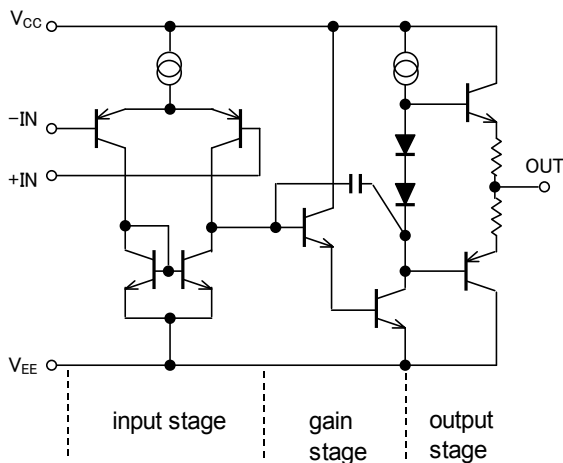 VCC
−IN
+IN
OUT
VEE
input stage
gain
stage
output
stage